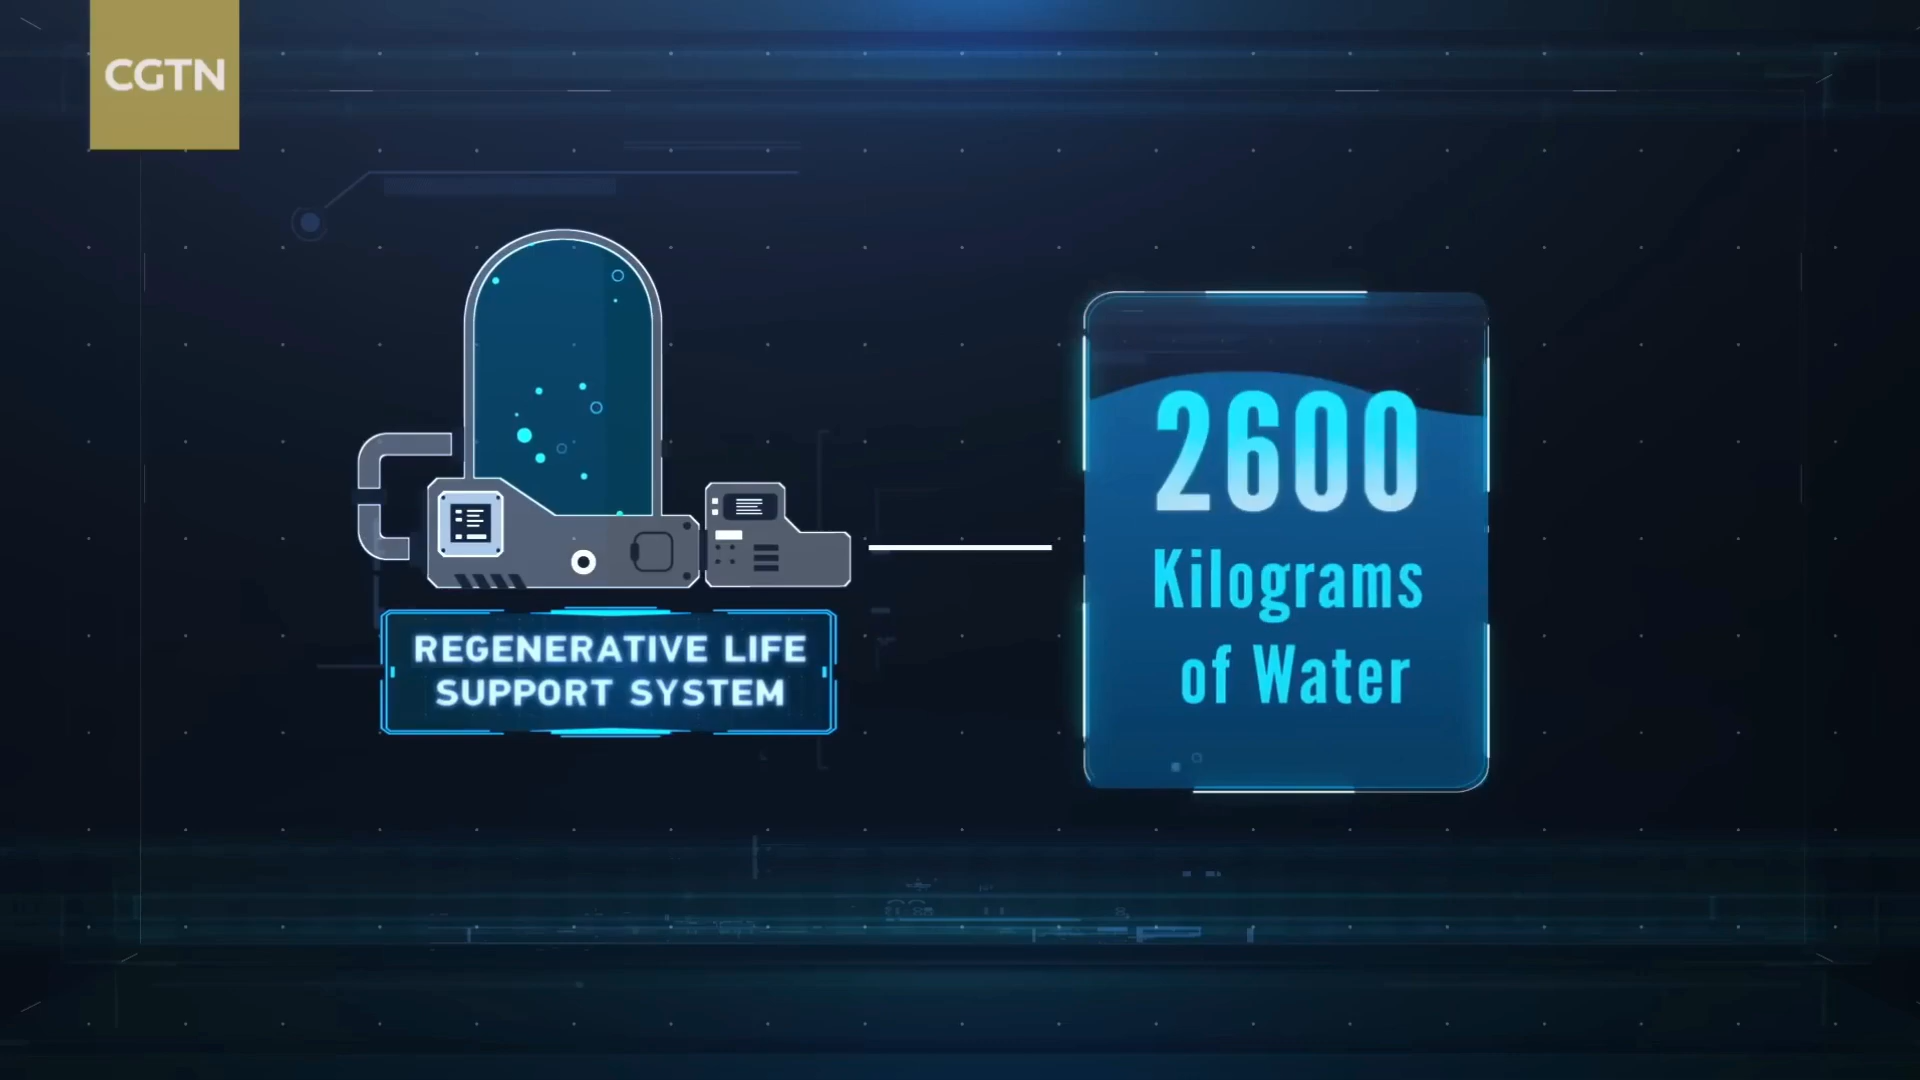 CGTN
REGENERATIVE LIFE
SUPPORT SYSTEM
2600
Kilograms
of Water